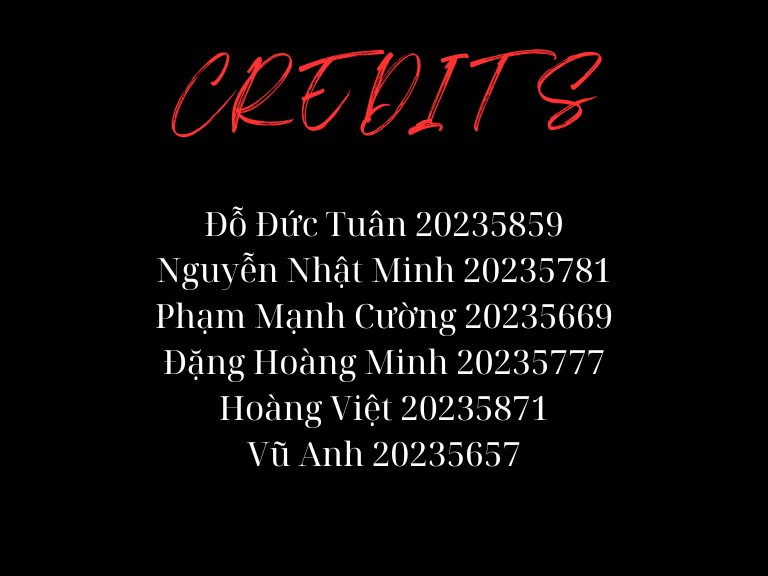 CREDITS
Đỗ Đức Tuân 20235859
Nguyễn Nhật Minh 20235781
Phạm Mạnh Cường 20235669
Đặng Hoàng Minh 20235777
Hoàng Việt 20235871
Vũ Anh 20235657